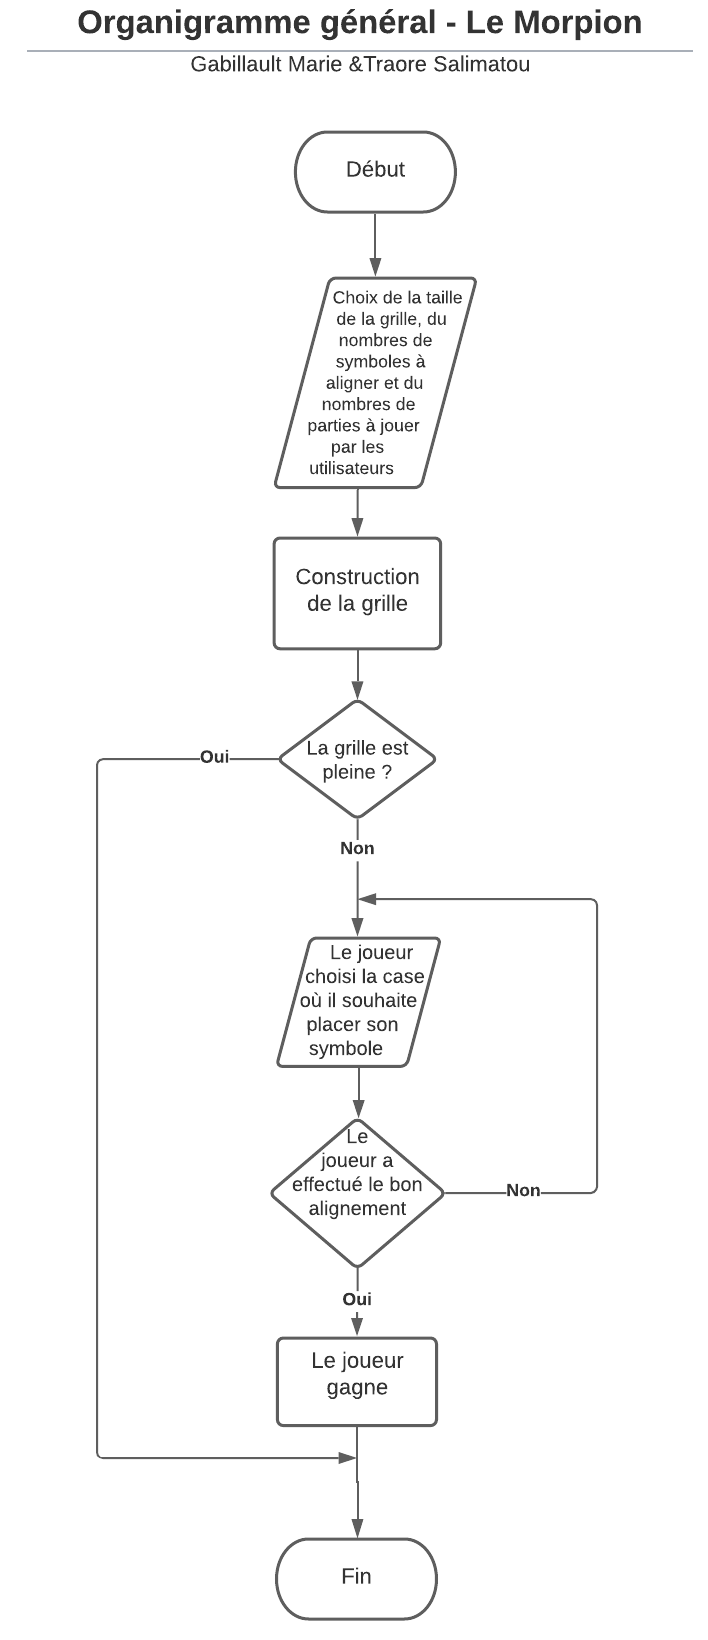 Organigramme général - Le Morpion
Gabillault Marie &Traore Salimatou
Début
Choix de la taille
de la grille, du
nombres de
symboles à
aligner et du
nombres de
parties à jouer
par les
utilisateurs
Construction
de la grille
La grille est
pleine ?
Oui
Non
Le joueur
choisi la case
où il souhaite
placer son
symbole
Le
joueur a
effectué le bon
alignement
Non
Oui
Le joueur
gagne
Fin